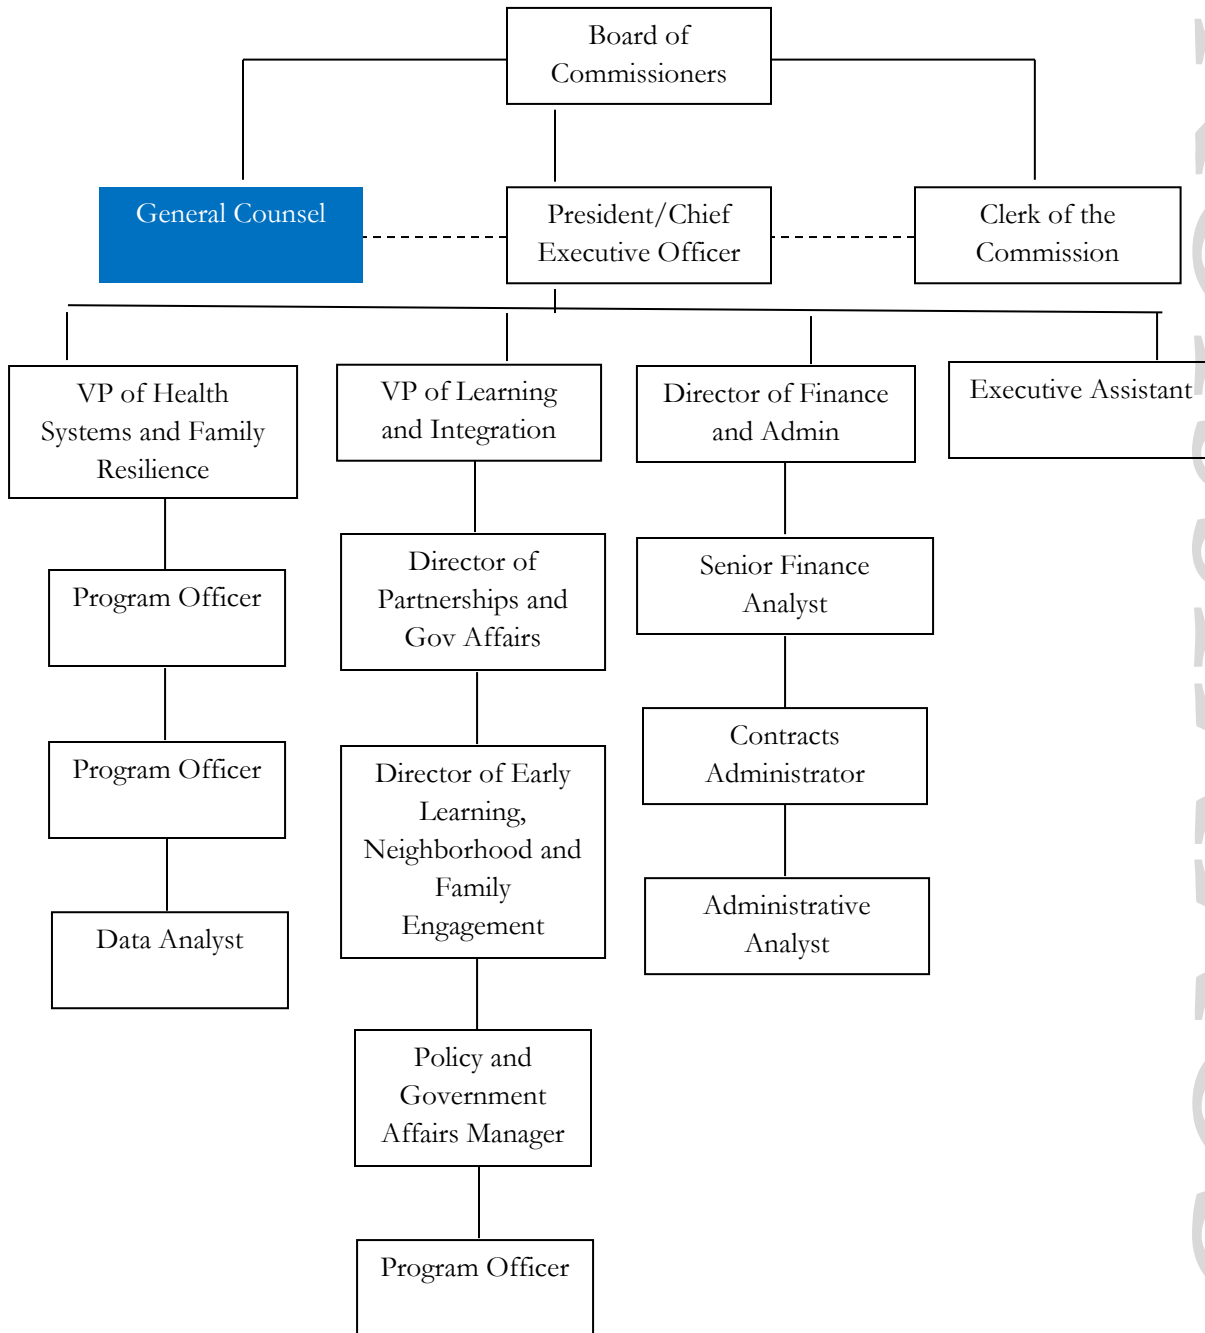 Board of
Commissioners
General Counsel
President/Chief
Executive Officer
Clerk of the
Commission
VP of Health
Systems and Family
Resilience
VP of Learning
and Integration
Director of Finance
and Admin
Executive Assistant
Program Officer
Director of
Partnerships and
Gov Affairs
Senior Finance
Analyst
Program Officer
Director of Early
Learning,
Neighborhood and
Family
Engagement
Contracts
Administrator
Data Analyst
Administrative
Analyst
Policy and
Government
Affairs Manager
Program Officer